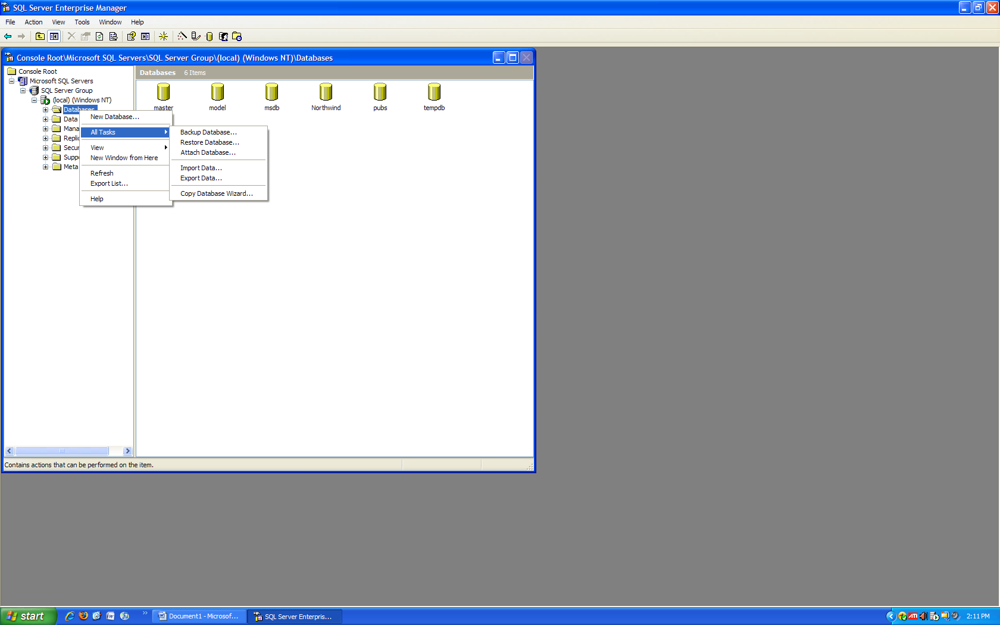 SQL Server Enterprise Manager
File Action View Tools Window Help
Console Root\Microsoft SQL Servers\SQL Server Group\(local) (Windows NT)\Databases
Console Root
Microsoft SQL Servers
SQL Server Group
(local) (Windows NT)
Databases
Data
Mana
Replic
Secur
Suppo
Meta
Databases 6 Items
master model msdb Northwind pubs tempdb
New Database...
All Tasks
View
New Window from Here
Refresh
Export List...
Help
Backup Database...
Restore Database...
Attach Database...
Import Data...
Export Data...
Copy Database Wizard...
Contains actions that can be performed on the item.
start
Document1 - Microsof...
SQL Server Enterpris...
ATI
2:11 PM